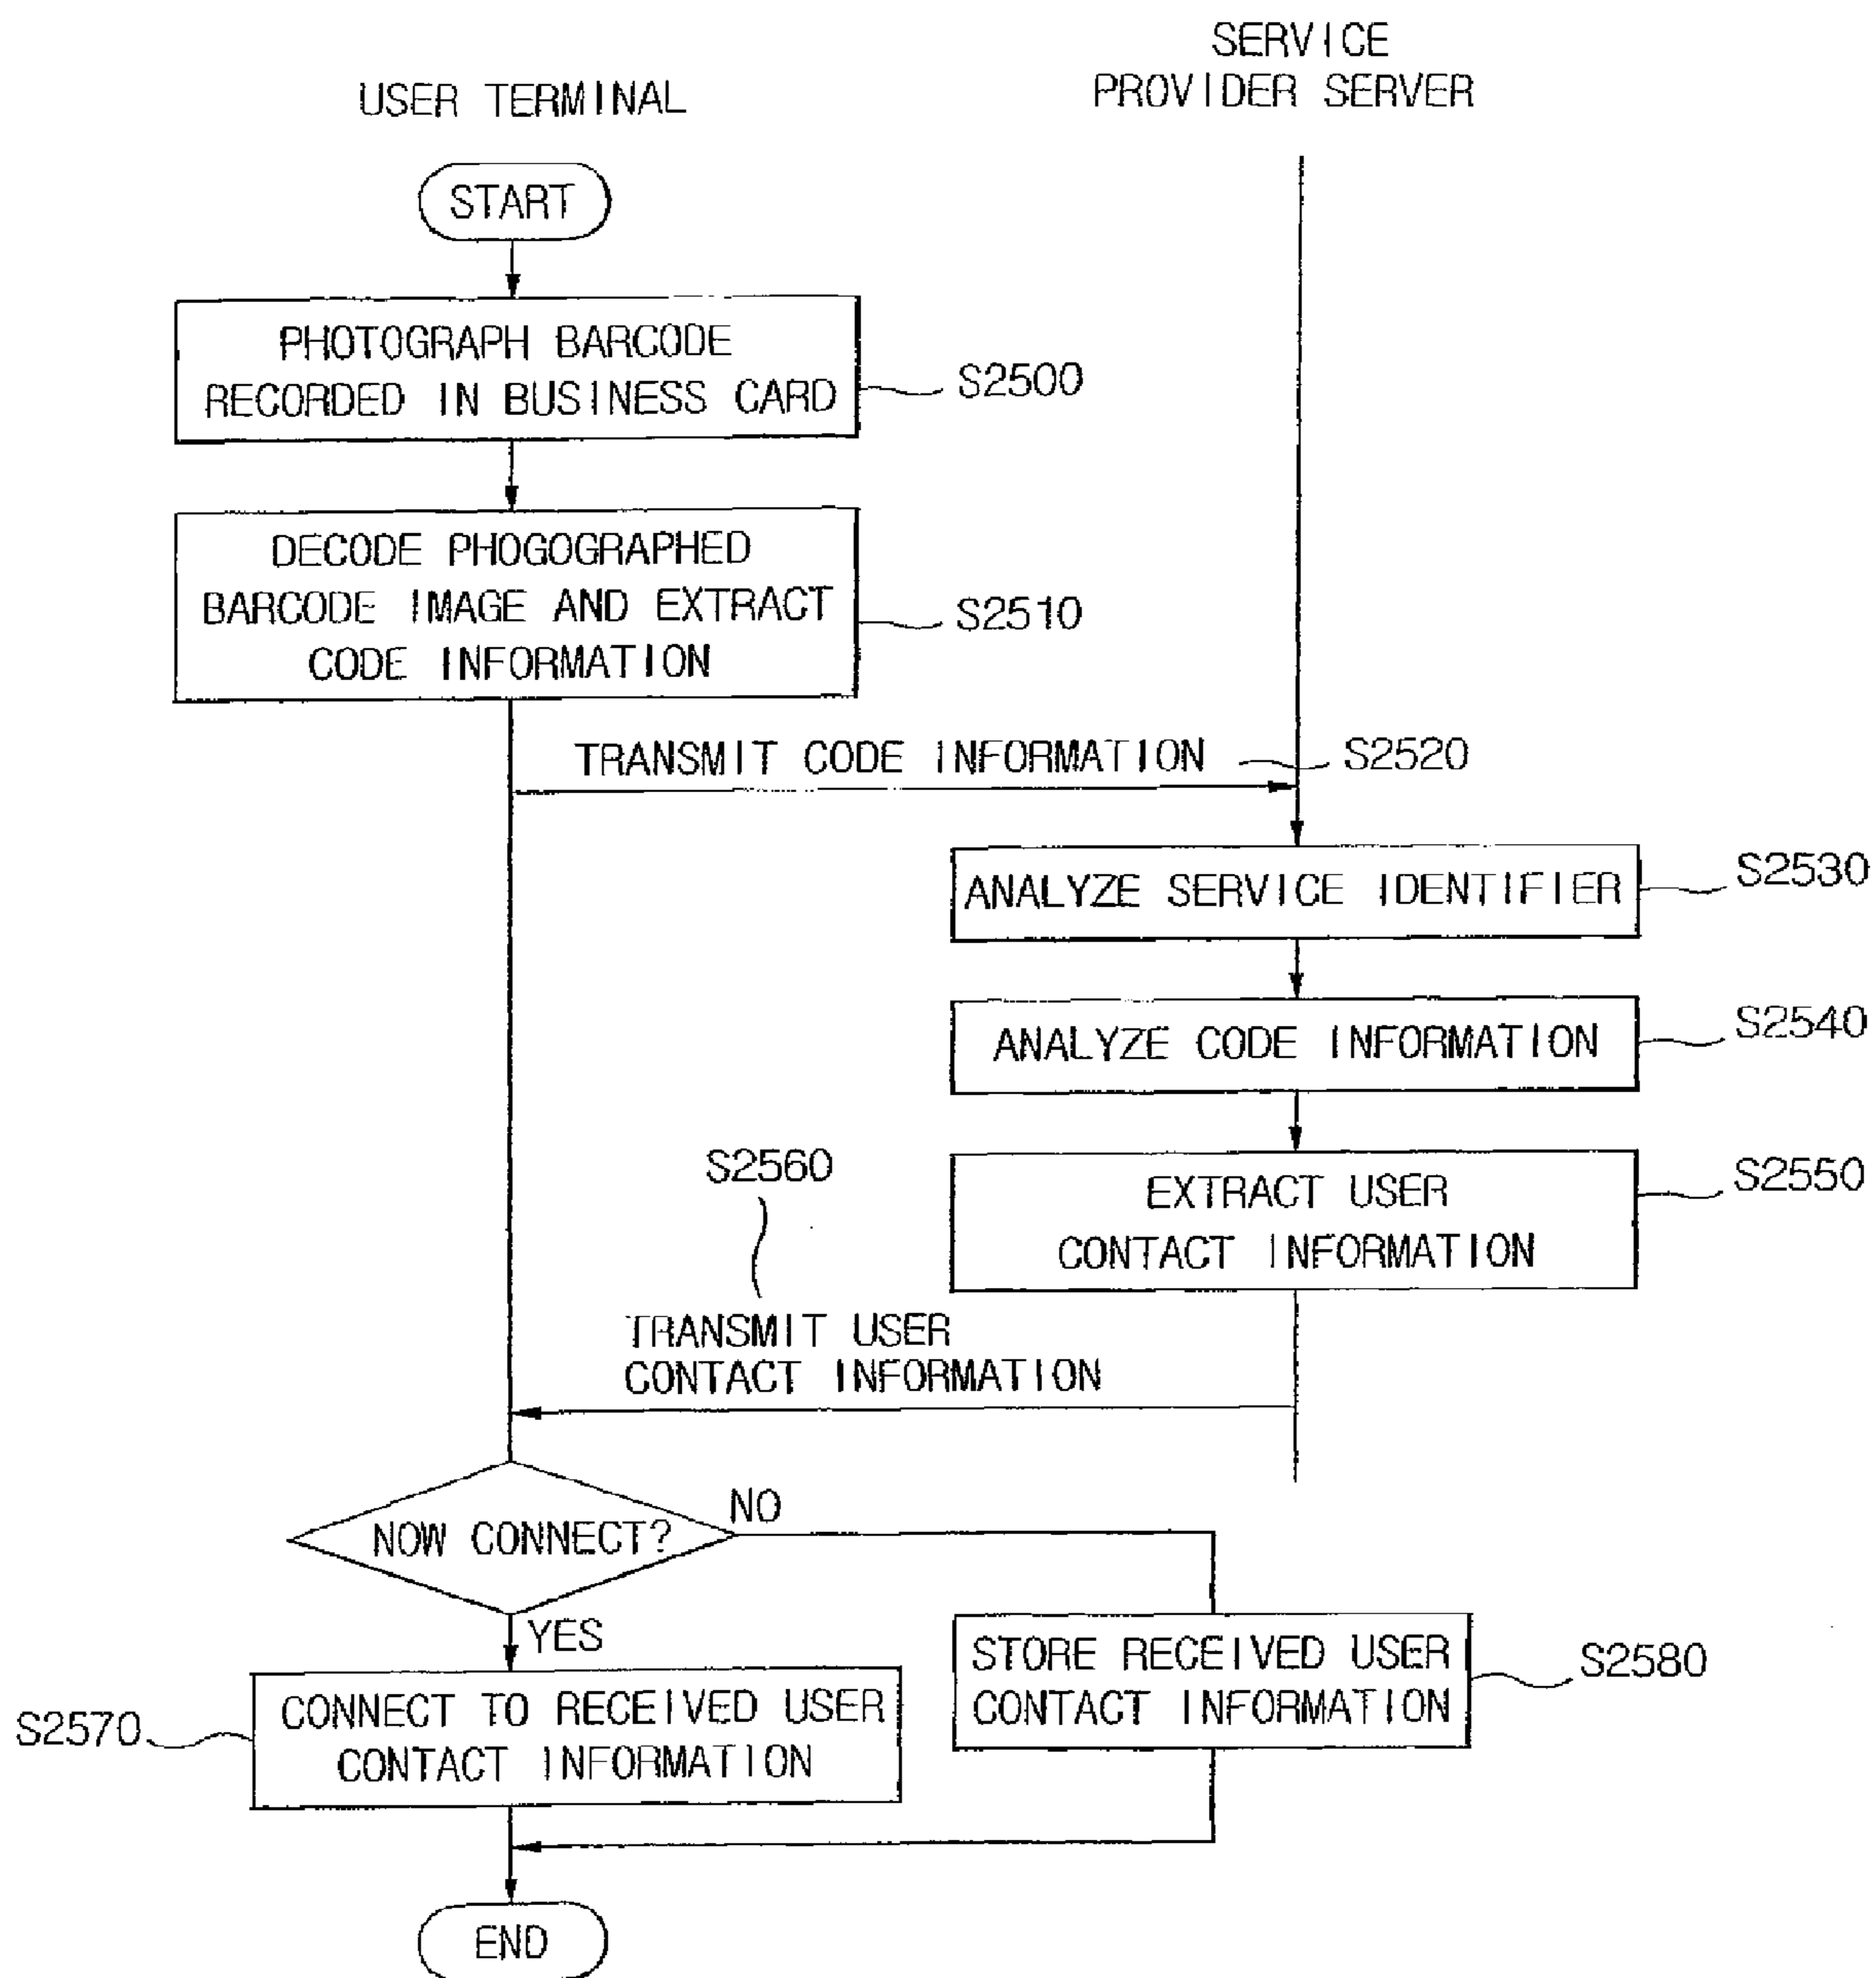 SERVICE
PROVIDER SERVER
USER TERMINAL
START
PHOTOGRAPH BARCODE
RECORDED IN BUSINESS CARD
S2500
DECODE PHOGOGRAPHED
BARCODE IMAGE AND EXTRACT
CODE INFORMATION
S2510
TRANSMIT CODE INFORMATION
S2520
ANALYZE SERVICE IDENTIFIER
S2530
ANALYZE CODE INFORMATION
S2540
EXTRACT USER
CONTACT INFORMATION
S2550
S2560
TRANSMIT USER
CONTACT INFORMATION
NOW CONNECT?
NO
YES
STORE RECEIVED USER
CONTACT INFORMATION
S2580
CONNECT TO RECEIVED USER
CONTACT INFORMATION
S2570
END